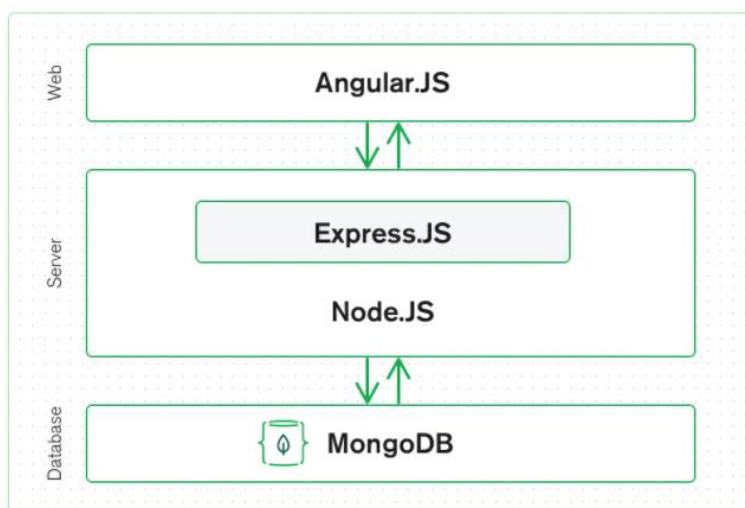 Web
Angular.JS
Server
Express.JS
Node.JS
Database
MongoDB